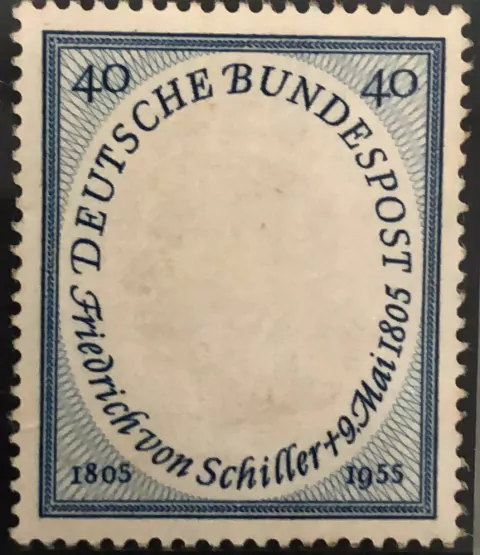 40 40
DEUTSCHE BUNDESPOST
Friedrich von Schiller + 9. Mai 1805
1805 1955